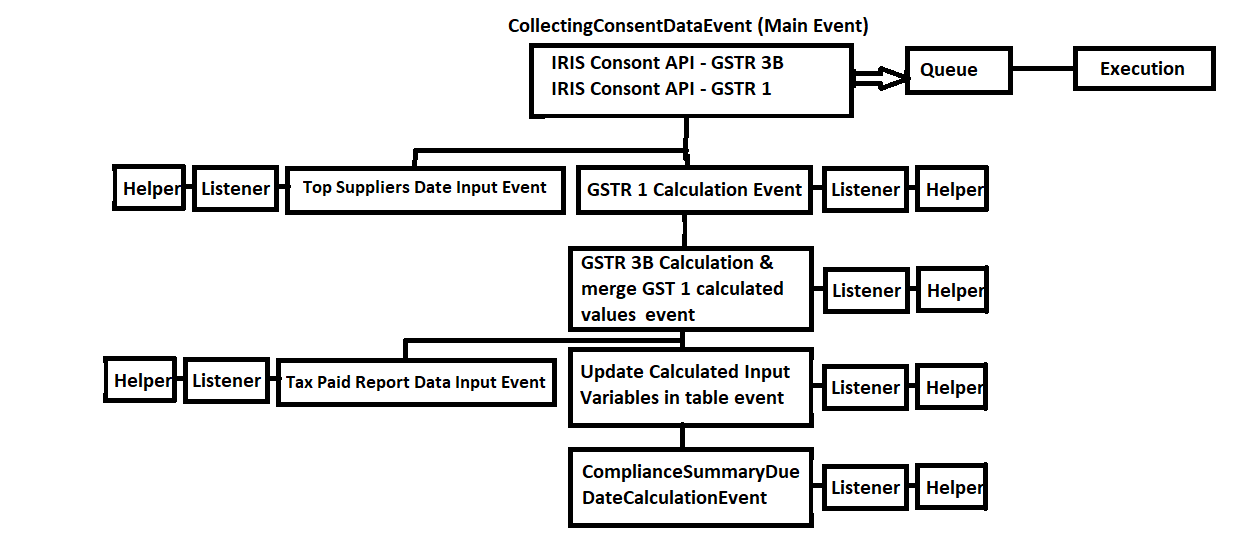 CollectingConsentDataEvent (Main Event)
IRIS Consont API - GSTR 3B
IRIS Consont API - GSTR 1
Queue
Execution
Helper
Listener
Top Suppliers Date Input Event
GSTR 1 Calculation Event
Listener
Helper
GSTR 3B Calculation &
merge GST 1 calculated
values event
Listener
Helper
Helper
Listener
Tax Paid Report Data Input Event
Update Calculated Input
Variables in table event
Listener
Helper
ComplianceSummaryDue
DateCalculationEvent
Listener
Helper